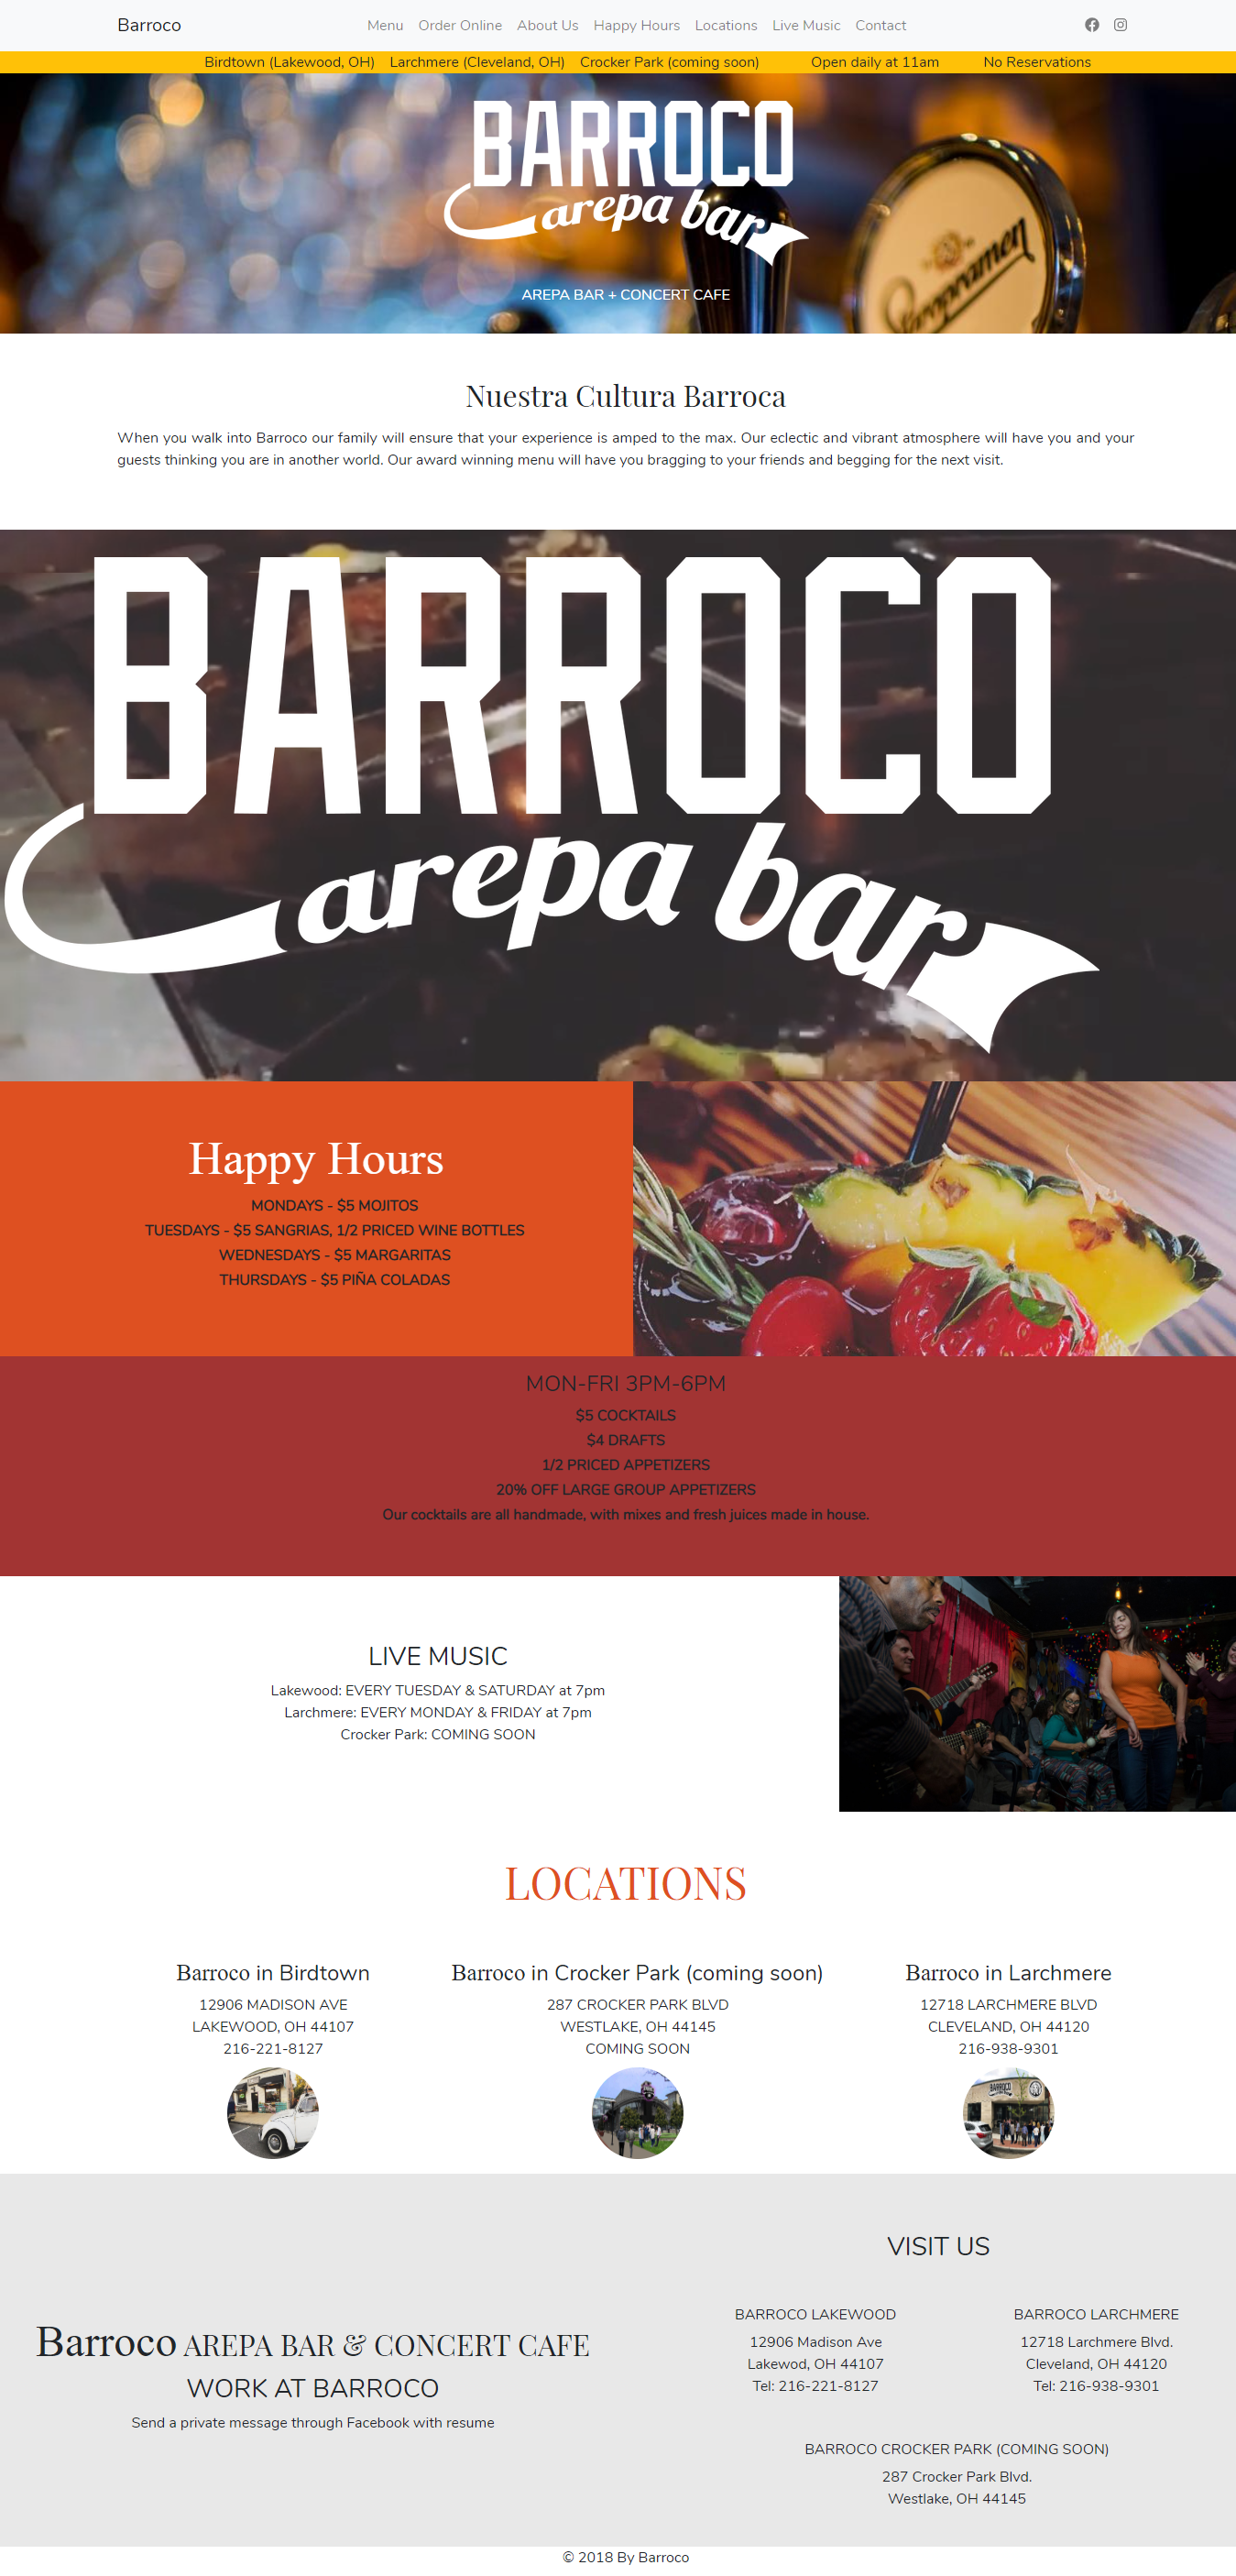 Barroco
Menu Order Online About Us Happy Hours Locations Live Music Contact
Birdtown (Lakewood, OH) Larchmere (Cleveland, OH) Crocker Park (coming soon) Open daily at 11am No Reservations
BARROCO
arepa bar
Staropramen
AREPA BAR + CONCERT CAFE
Nuestra Cultura Barroca
When you walk into Barroco our family will ensure that your experience is amped to the max. Our eclectic and vibrant atmosphere will have you and your
guests thinking you are in another world. Our award winning menu will have you bragging to your friends and begging for the next visit.
BARROCO
arepa bar
Happy Hours
MONDAYS - $5 MOJITOS
TUESDAYS - $5 SANGRIAS, 1/2 PRICED WINE BOTTLES
WEDNESDAYS - $5 MARGARITAS
THURSDAYS - $5 PIÑA COLADAS
MON-FRI 3PM-6PM
$5 COCKTAILS
$4 DRAFTS
1/2 PRICED APPETIZERS
20% OFF LARGE GROUP APPETIZERS
Our cocktails are all handmade, with mixes and fresh juices made in house.
LIVE MUSIC
Lakewood: EVERY TUESDAY & SATURDAY at 7pm
Larchmere: EVERY MONDAY & FRIDAY at 7pm
Crocker Park: COMING SOON
LOCATIONS
Barroco in Birdtown
12906 MADISON AVE
LAKEWOOD, OH 44107
216-221-8127
Barroco in Crocker Park (coming soon)
287 CROCKER PARK BLVD
WESTLAKE, OH 44145
COMING SOON
Barroco in Larchmere
12718 LARCHMERE BLVD
CLEVELAND, OH 44120
216-938-9301
BARROCO
Barroco AREPA BAR & CONCERT CAFE
WORK AT BARROCO
Send a private message through Facebook with resume
VISIT US
BARROCO LAKEWOOD
12906 Madison Ave
Lakewod, OH 44107
Tel: 216-221-8127
BARROCO LARCHMERE
12718 Larchmere Blvd.
Cleveland, OH 44120
Tel: 216-938-9301
BARROCO CROCKER PARK (COMING SOON)
287 Crocker Park Blvd.
Westlake, OH 44145
© 2018 By Barroco